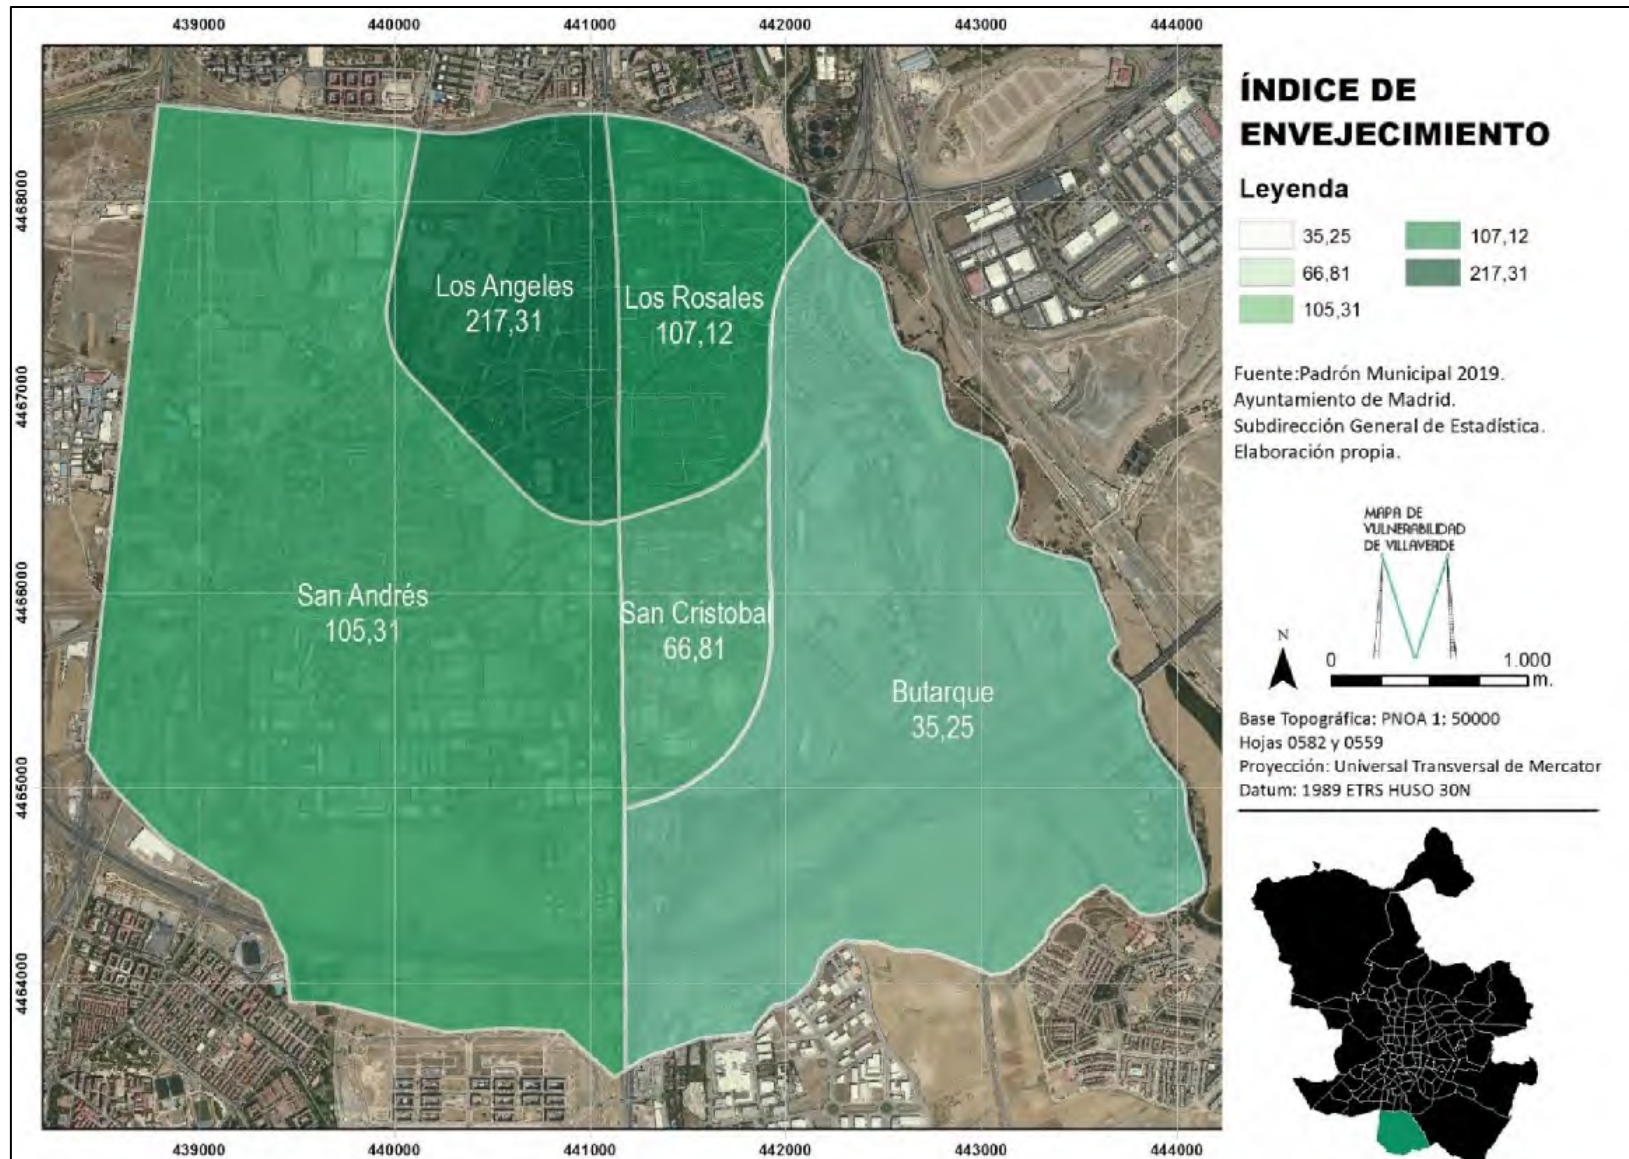 439000 440000 441000 442000 443000 444000
4468000
4467000
4466000
4465000
4464000
Los Angeles
217,31
Los Rosales
107,12
San Andrés
105,31
San Cristobal
66,81
Butarque
35,25
439000 440000 441000 442000 443000 444000
ÍNDICE DE
ENVEJECIMIENTO
Leyenda
35,25 107,12
66,81 217,31
105,31
Fuente:Padrón Municipal 2019.
Ayuntamiento de Madrid.
Subdirección General de Estadística.
Elaboración propia.
MAPA DE
VULNERABILIDAD
DE VILLAVERDE
N
0 1.000
m.
Base Topográfica: PNOA 1: 50000
Hojas 0582 y 0559
Proyección: Universal Transversal de Mercator
Datum: 1989 ETRS HUSO 30N